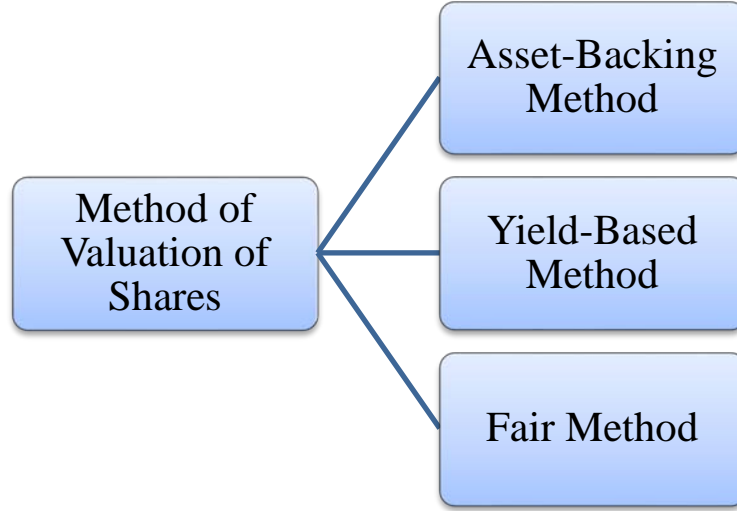 Asset-Backing
Method
Method of
Valuation of
Shares
Yield-Based
Method
Fair Method